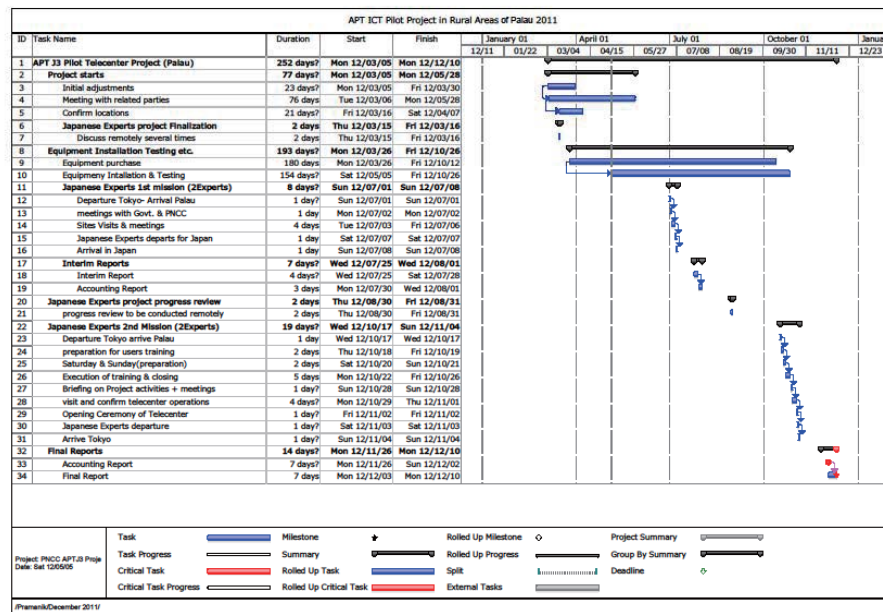 APT ICT Pilot Project in Rural Areas of Palau 2011
ID Task Name Duration Start Finish January 01 April 01 July 01 October 01 Janua
12/11 01/22 03/04 04/15 05/27 07/08 08/19 09/30 11/11 12/23
1 APT J3 Pilot Telecenter Project (Palau) 252 days? Mon 12/03/05 Mon 12/12/10
2 Project starts 77 days? Mon 12/03/05 Mon 12/05/28
3 Initial adjustments 23 days? Mon 12/03/05 Fri 12/03/30
4 Meeting with related parties 76 days Tue 12/03/06 Mon 12/05/28
5 Confirm locations 21 days? Fri 12/03/16 Sat 12/04/07
6 Japanese Experts project Finalization 2 days Thu 12/03/15 Fri 12/03/16
7 Discuss remotely several times 2 days Thu 12/03/15 Fri 12/03/16
8 Equipment Installation Testing etc. 193 days? Mon 12/03/26 Fri 12/10/26
9 Equipment purchase 180 days Mon 12/03/26 Fri 12/10/12
10 Equipmeny Intallation & Testing 154 days? Sat 12/05/05 Fri 12/10/26
11 Japanese Experts 1st mission (2Experts) 8 days? Sun 12/07/01 Sun 12/07/08
12 Departure Tokyo- Arrival Palau 1 day? Sun 12/07/01 Sun 12/07/01
13 meetings with Govt. & PNCC 1 day Mon 12/07/02 Mon 12/07/02
14 Sites Visits & meetings 4 days Tue 12/07/03 Fri 12/07/06
15 Japanese Experts departs for Japan 1 day Sat 12/07/07 Sat 12/07/07
16 Arrival in Japan 1 day Sun 12/07/08 Sun 12/07/08
17 Interim Reports 7 days? Wed 12/07/25 Wed 12/08/01
18 Interim Report 4 days? Wed 12/07/25 Sat 12/07/28
19 Accounting Report 3 days Mon 12/07/30 Wed 12/08/01
20 Japanese Experts project progress review 2 days Thu 12/08/30 Fri 12/08/31
21 progress review to be conducted remotely 2 days Thu 12/08/30 Fri 12/08/31
22 Japanese Experts 2nd Mission (2Experts) 19 days? Wed 12/10/17 Sun 12/11/04
23 Departure Tokyo arrive Palau 1 day Wed 12/10/17 Wed 12/10/17
24 preparation for users training 2 days Thu 12/10/18 Fri 12/10/19
25 Saturday & Sunday(preparation) 2 days? Sat 12/10/20 Sun 12/10/21
26 Execution of training & closing 5 days Mon 12/10/22 Fri 12/10/26
27 Briefing on Project activities + meetings 1 day? Sun 12/10/28 Sun 12/10/28
28 visit and confirm telecenter operations 4 days? Mon 12/10/29 Thu 12/11/01
29 Opening Ceremony of Telecenter 1 day? Fri 12/11/02 Fri 12/11/02
30 Japanese Experts departure 1 day? Sat 12/11/03 Sat 12/11/03
31 Arrive Tokyo 1 day? Sun 12/11/04 Sun 12/11/04
32 Final Reports 14 days? Mon 12/11/26 Mon 12/12/10
33 Accounting Report 7 days? Mon 12/11/26 Sun 12/12/02
34 Final Report 7 days Mon 12/12/03 Mon 12/12/10
Project: PNCC APTJ3 Proje
Date: Sat 12/05/05
Task Milestone Rolled Up Milestone Project Summary
Task Progress Summary Rolled Up Progress Group By Summary
Critical Task Rolled Up Task Split Deadline
Critical Task Progress Rolled Up Critical Task External Tasks
/Pramanik/December 2011/